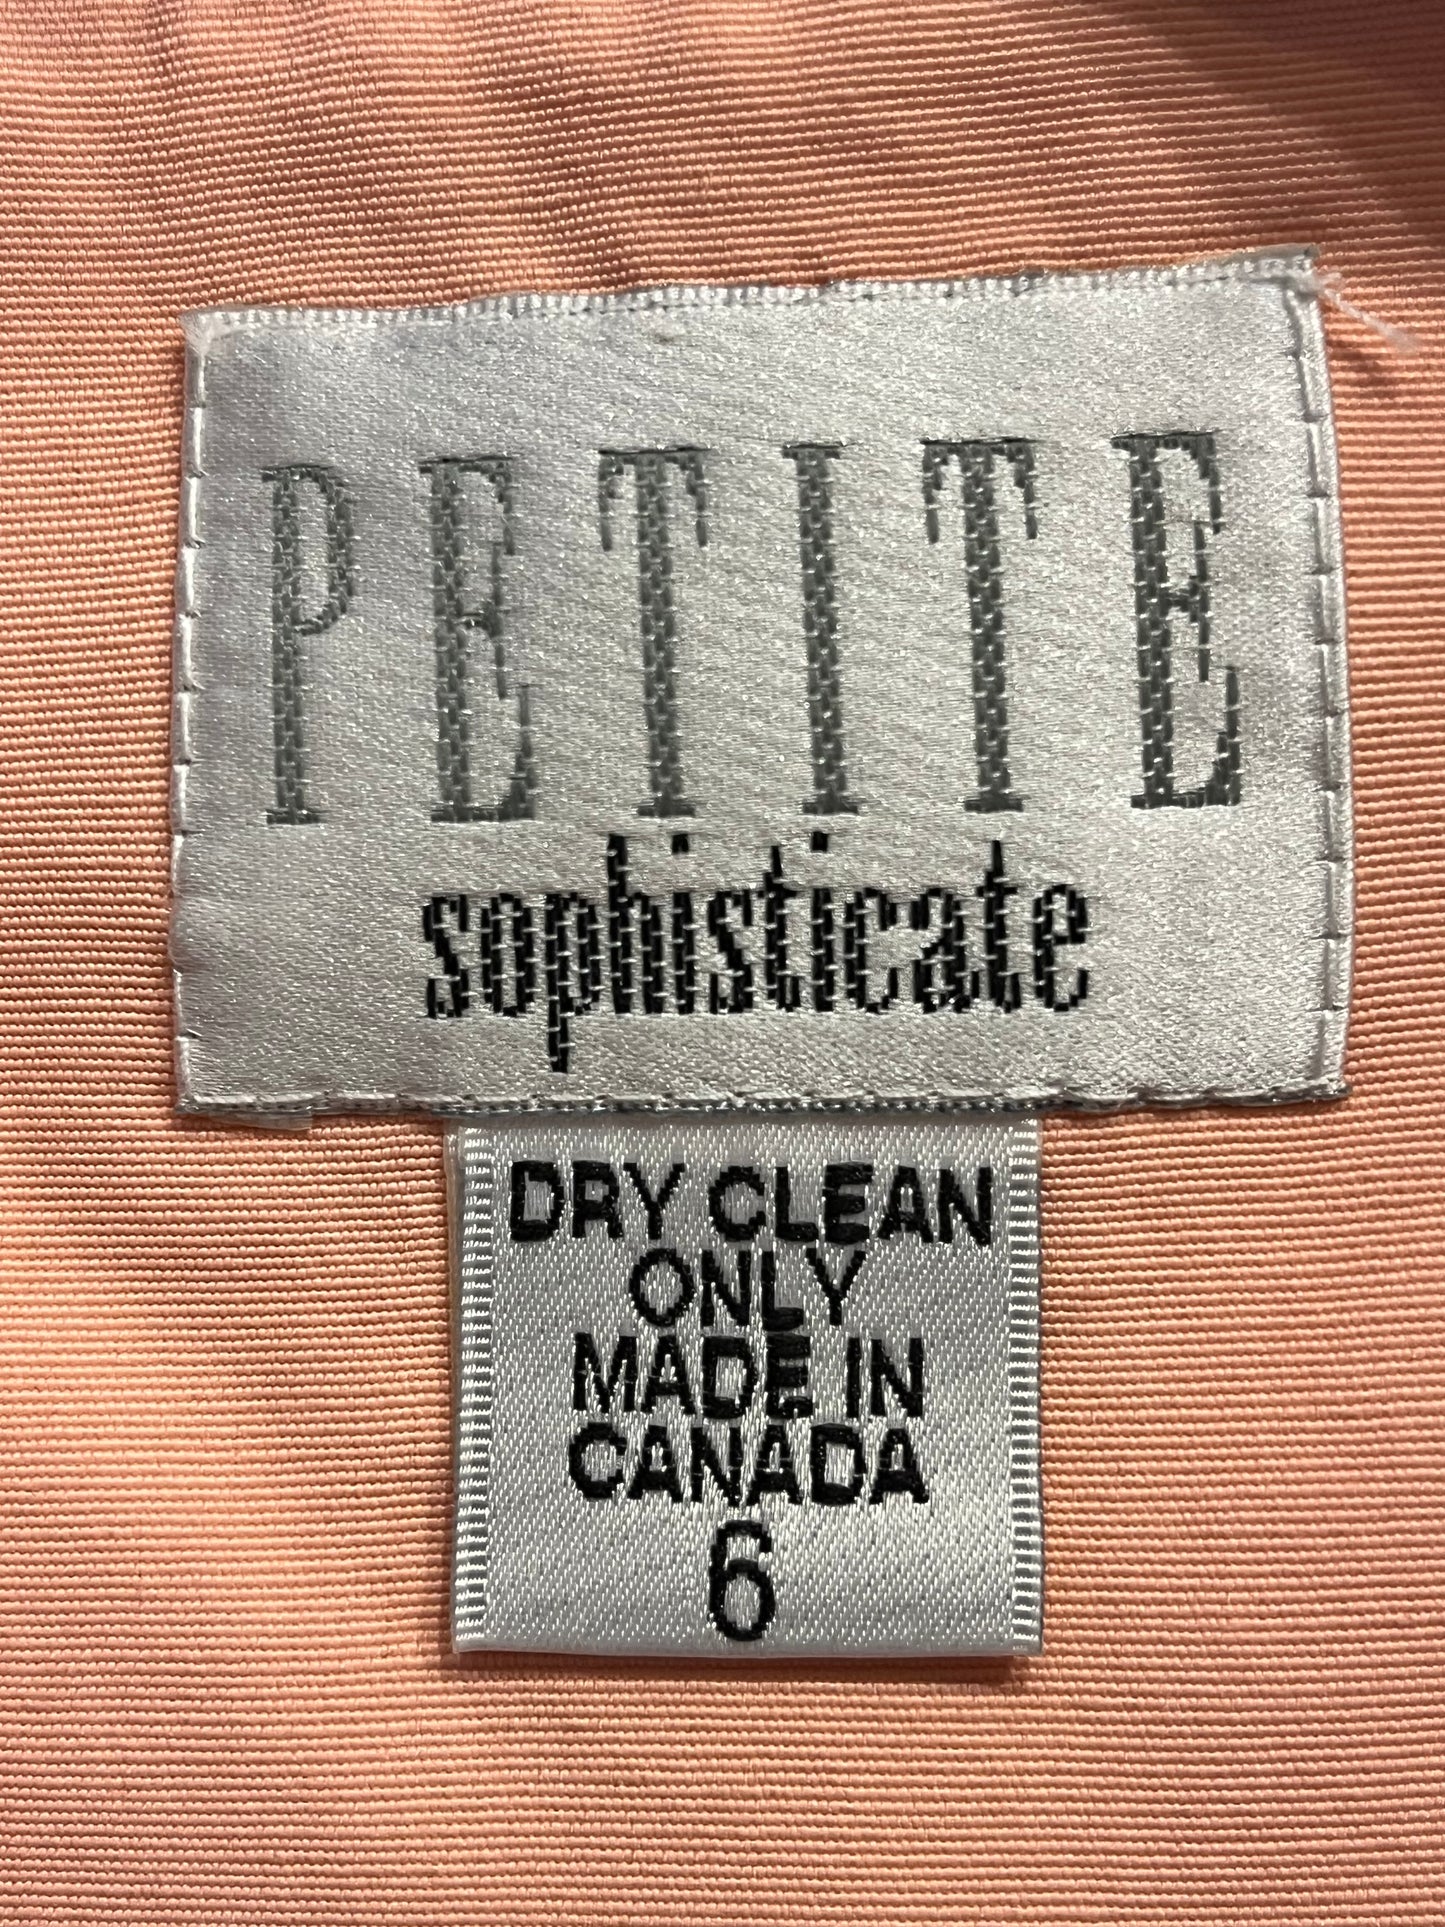 PETITE
sophisticate
DRY CLEAN
ONLY
MADE IN
CANADA
6